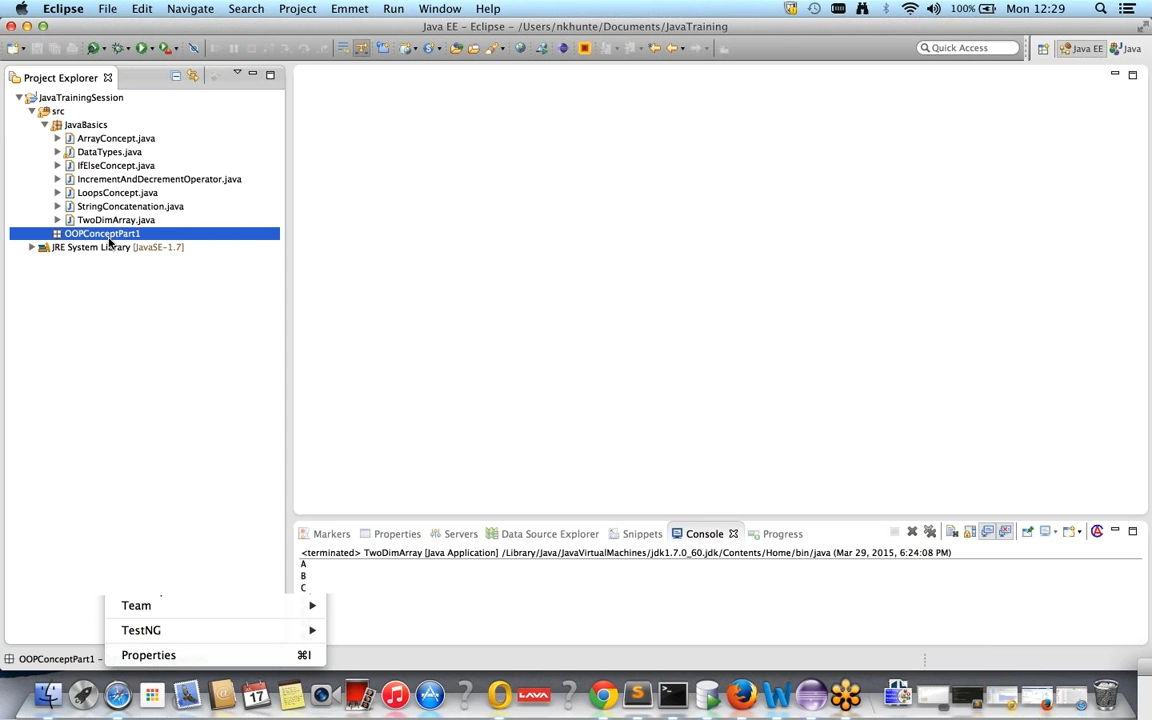 Eclipse File Edit Navigate Search Project Emmet Run Window Help 100% Mon 12:29
Java EE - Eclipse - /Users/nkhunte/Documents/JavaTraining
Quick Access Java EE Java
Project Explorer
JavaTrainingSession
src
JavaBasics
ArrayConcept.java
DataTypes.java
IfElseConcept.java
IncrementAndDecrementOperator.java
LoopsConcept.java
StringConcatenation.java
TwoDimArray.java
OOPConceptPart1
JRE System Library [JavaSE-1.7]
Markers Properties Servers Data Source Explorer Snippets Console Progress
<terminated> TwoDimArray [Java Application] /Library/Java/JavaVirtualMachines/jdk1.7.0_60.jdk/Contents/Home/bin/java (Mar 29, 2015, 6:24:08 PM)
A
B
C
Team
TestNG
Properties ⌘I
OOPConceptPart1 -
17 LAVA